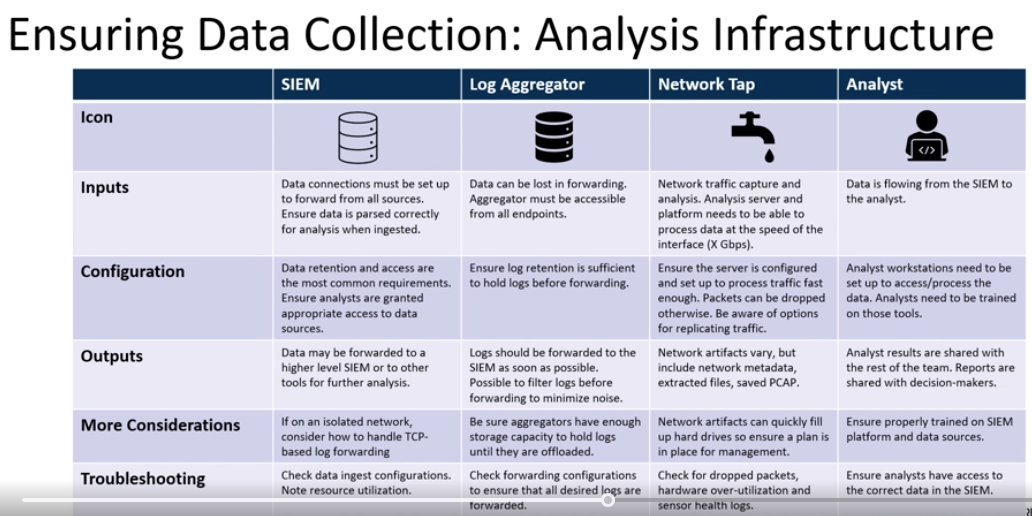 Ensuring Data Collection: Analysis Infrastructure
SIEM
Log Aggregator
Network Tap
Analyst
Icon
</>
Inputs
Data connections must be set up
to forward from all sources.
Ensure data is parsed correctly
for analysis when ingested.
Data can be lost in forwarding.
Aggregator must be accessible
from all endpoints.
Network traffic capture and
analysis. Analysis server and
platform needs to be able to
process data at the speed of the
interface (X Gbps).
Data is flowing from the SIEM to
the analyst.
Configuration
Data retention and access are
the most common requirements.
Ensure analysts are granted
appropriate access to data
sources.
Ensure log retention is sufficient
to hold logs before forwarding.
Ensure the server is configured
and set up to process traffic fast
enough. Packets can be dropped
otherwise. Be aware of options
for replicating traffic.
Analyst workstations need to be
set up to access/process the
data. Analysts need to be trained
on those tools.
Outputs
Data may be forwarded to a
higher level SIEM or to other
tools for further analysis.
Logs should be forwarded to the
SIEM as soon as possible.
Possible to filter logs before
forwarding to minimize noise.
Network artifacts vary, but
include network metadata,
extracted files, saved PCAP.
Analyst results are shared with
the rest of the team. Reports are
shared with decision-makers.
More Considerations
If on an isolated network,
consider how to handle TCP-
based log forwarding
Be sure aggregators have enough
storage capacity to hold logs
until they are offloaded.
Network artifacts can quickly fill
up hard drives so ensure a plan is
in place for management.
Ensure properly trained on SIEM
platform and data sources.
Troubleshooting
Check data ingest configurations.
Note resource utilization.
Check forwarding configurations
to ensure that all desired logs are
forwarded.
Check for dropped packets,
hardware over-utilization and
sensor health logs.
Ensure analysts have access to
the correct data in the SIEM.